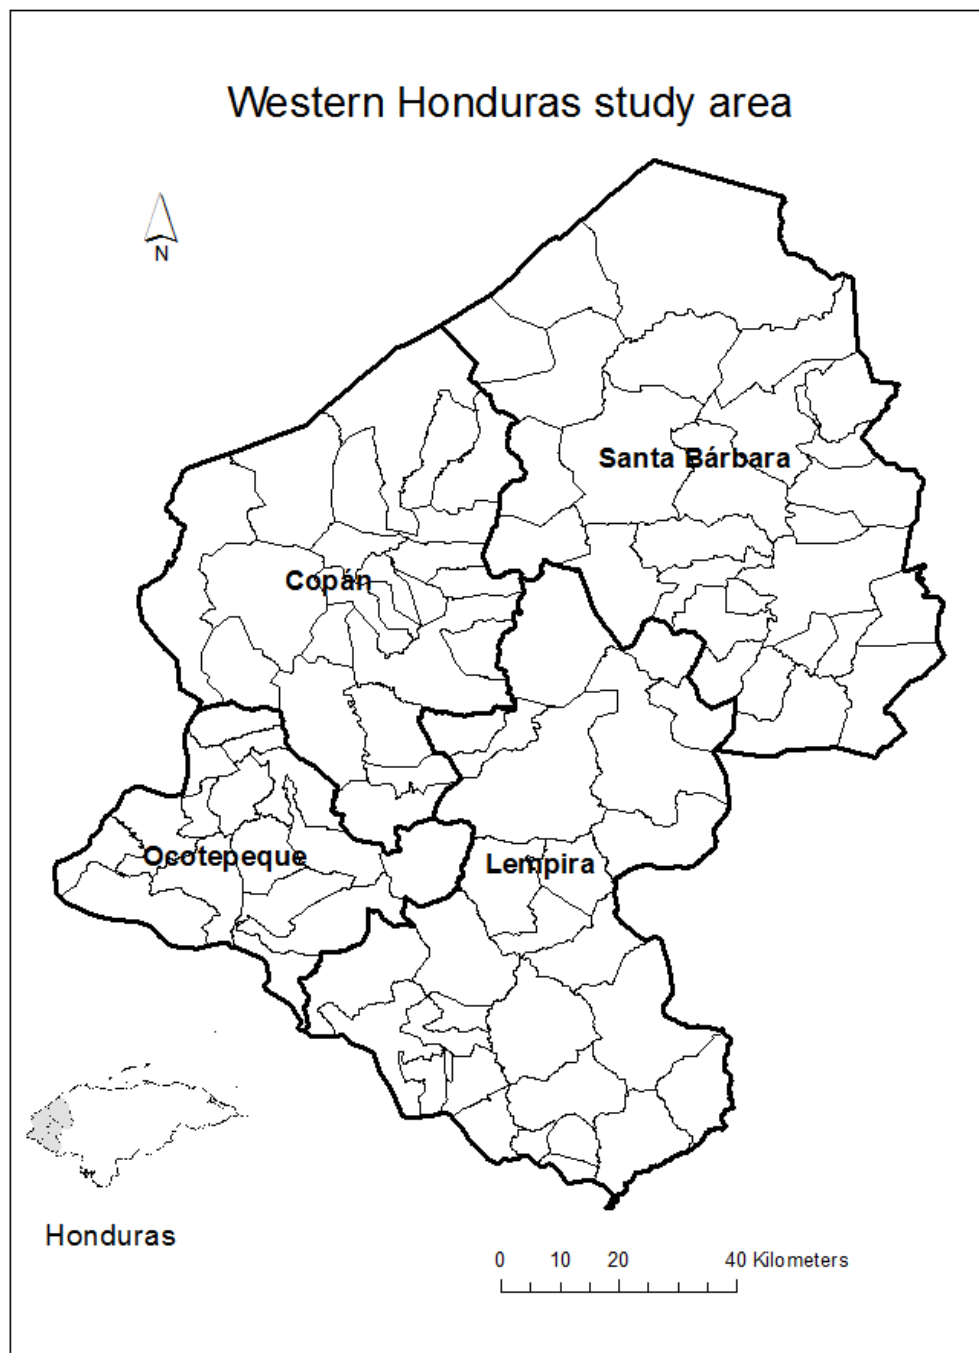 Western Honduras study area
N
Santa Bárbara
Copán
Ocotepeque
Lempira
Honduras
0 10 20 40 Kilometers